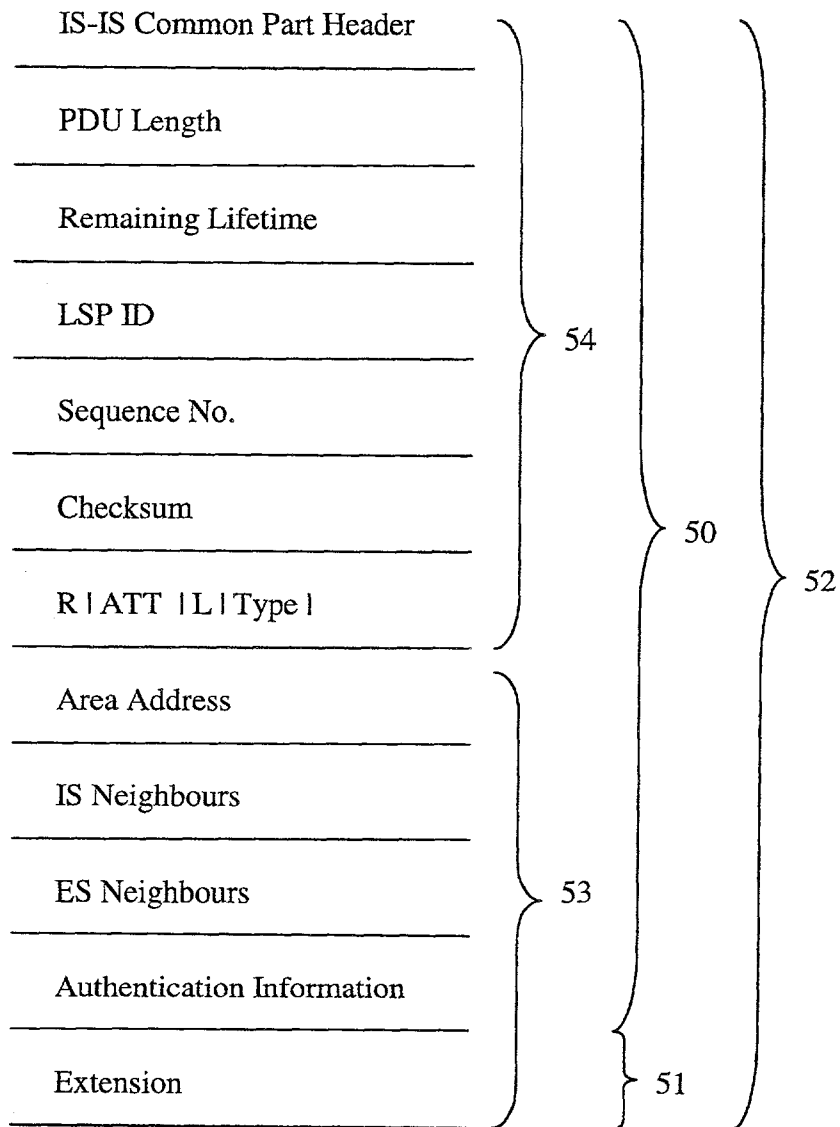 IS-IS Common Part Header
PDU Length
Remaining Lifetime
LSP ID
54
Sequence No.
Checksum
50
52
R | ATT | L | Type |
Area Address
IS Neighbours
ES Neighbours
53
Authentication Information
Extension
51